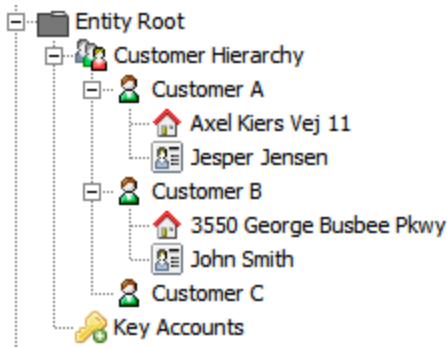 Entity Root
Customer Hierarchy
Customer A
Axel Kiers Vej 11
Jesper Jensen
Customer B
3550 George Busbee Pkwy
John Smith
Customer C
Key Accounts